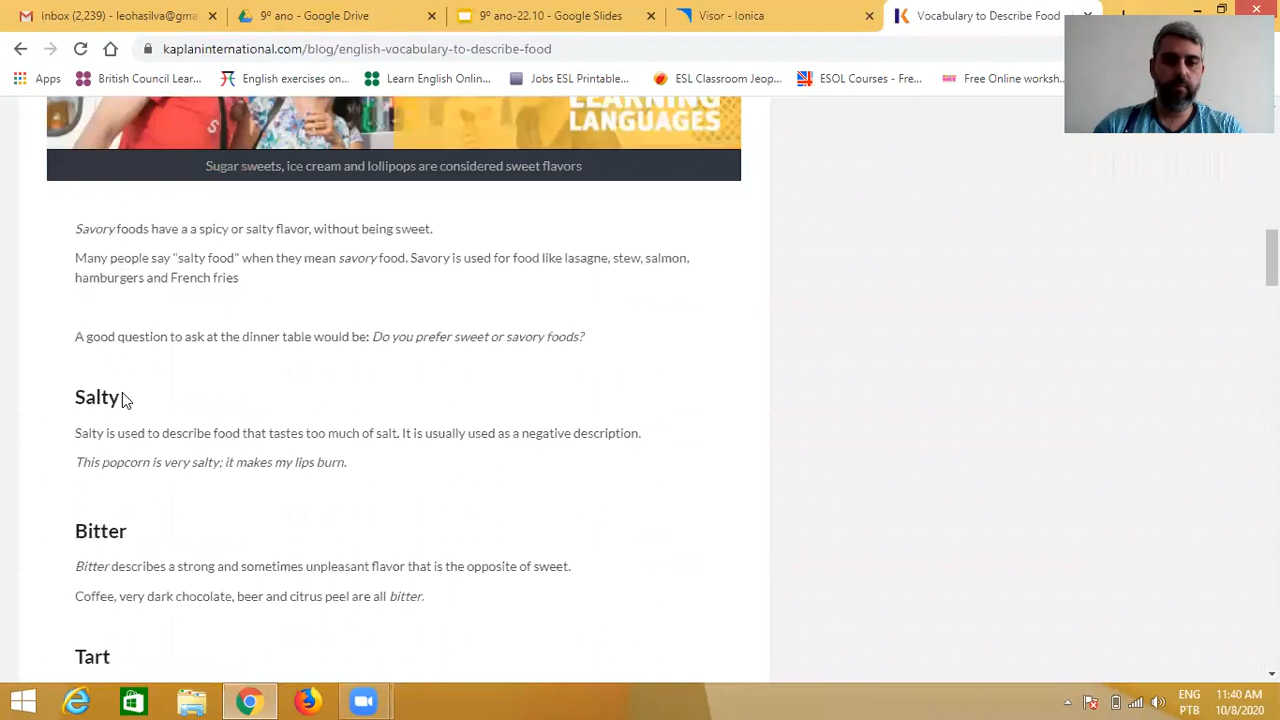 Inbox (2,239) - leohasilva@gma
9º ano - Google Drive
9º ano-22.10 - Google Slides
Visor - Ionica
Vocabulary to Describe Food
kaplaninternational.com/blog/english-vocabulary-to-describe-food
Apps
British Council Lear...
English exercises on...
Learn English Onlin...
Jobs ESL Printable...
ESL Classroom Jeop...
ESOL Courses - Fre...
Free Online worksh...
LEARNING
LANGUAGES
Sugar sweets, ice cream and lollipops are considered sweet flavors
Savory foods have a a spicy or salty flavor, without being sweet.
Many people say "salty food" when they mean savory food. Savory is used for food like lasagne, stew, salmon,
hamburgers and French fries
A good question to ask at the dinner table would be: Do you prefer sweet or savory foods?
Salty
Salty is used to describe food that tastes too much of salt. It is usually used as a negative description.
This popcorn is very salty; it makes my lips burn.
Bitter
Bitter describes a strong and sometimes unpleasant flavor that is the opposite of sweet.
Coffee, very dark chocolate, beer and citrus peel are all bitter.
Tart
ENG
PTB
11:40 AM
10/8/2020